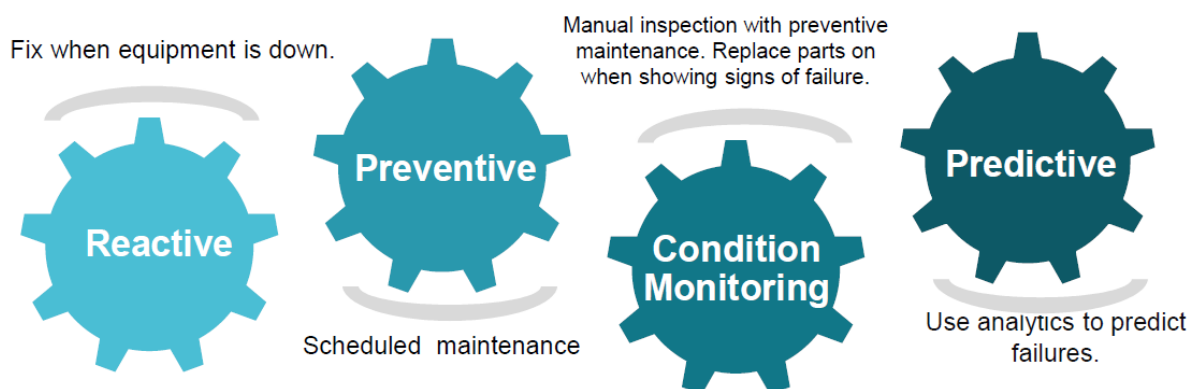 Fix when equipment is down.
Reactive
Preventive
Scheduled maintenance
Manual inspection with preventive
maintenance. Replace parts on
when showing signs of failure.
Condition
Monitoring
Predictive
Use analytics to predict
failures.